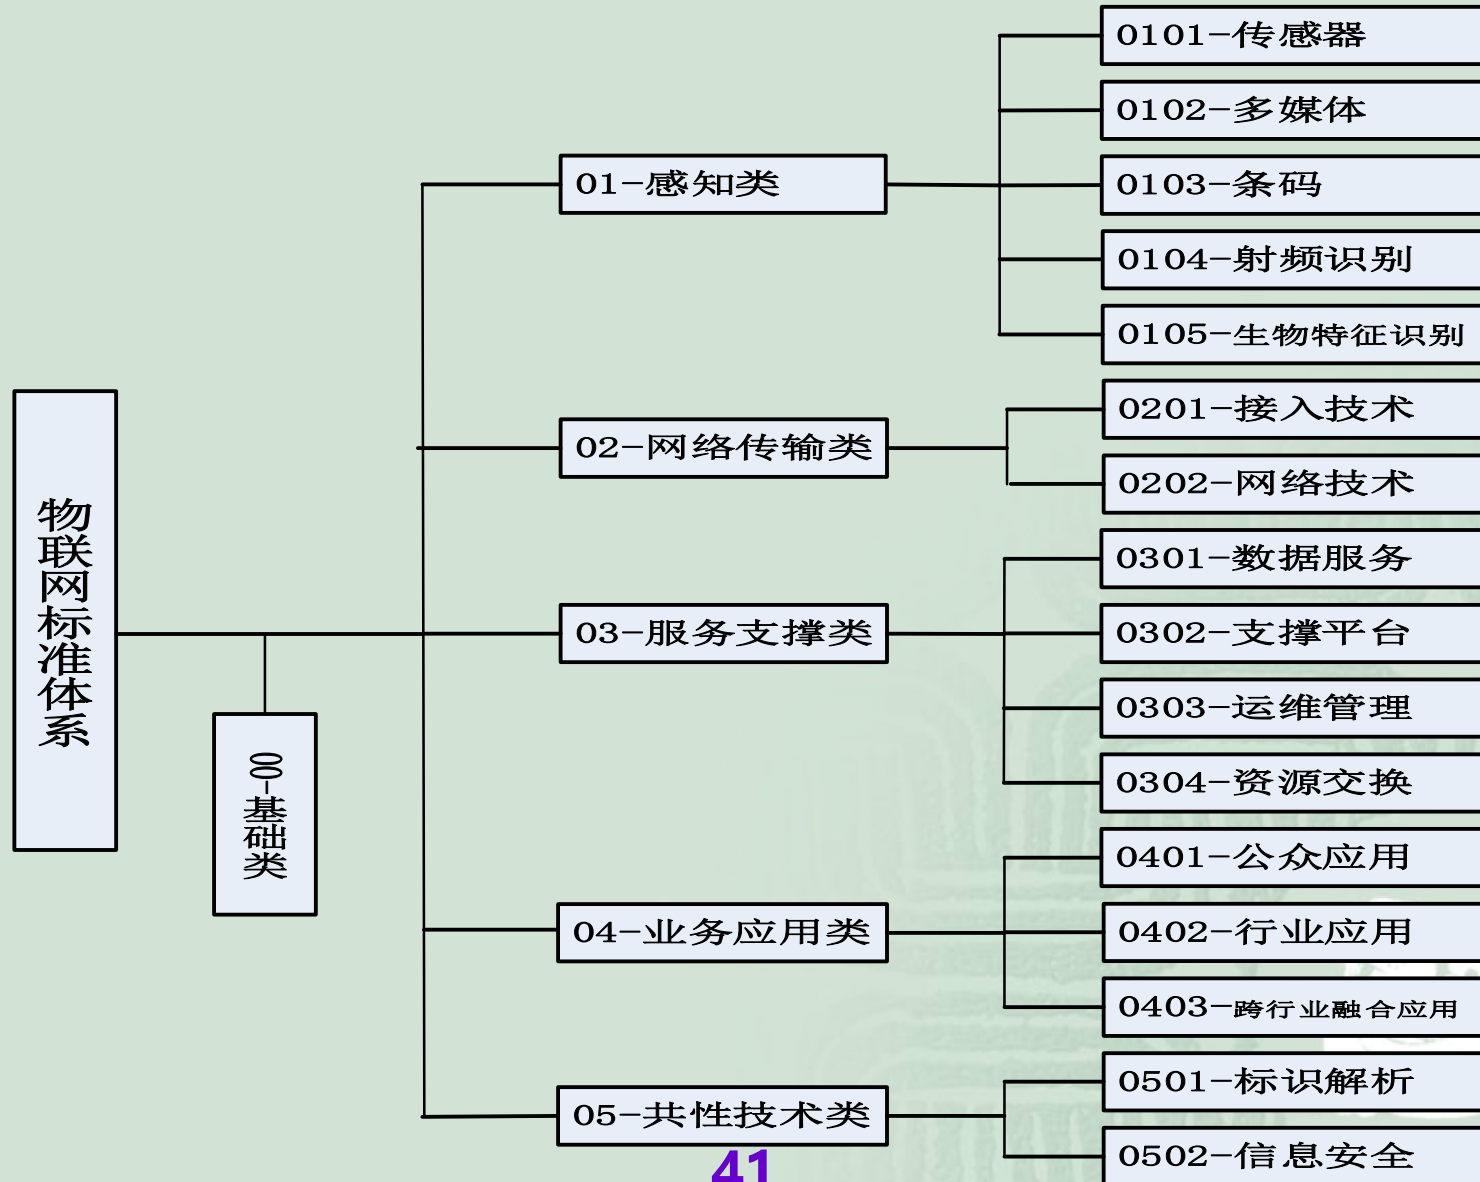 物联网标准体系
00-基础类
01-感知类
0101-传感器
0102-多媒体
0103-条码
0104-射频识别
0105-生物特征识别
02-网络传输类
0201-接入技术
0202-网络技术
03-服务支撑类
0301-数据服务
0302-支撑平台
0303-运维管理
0304-资源交换
04-业务应用类
0401-公众应用
0402-行业应用
0403-跨行业融合应用
05-共性技术类
0501-标识解析
0502-信息安全
41